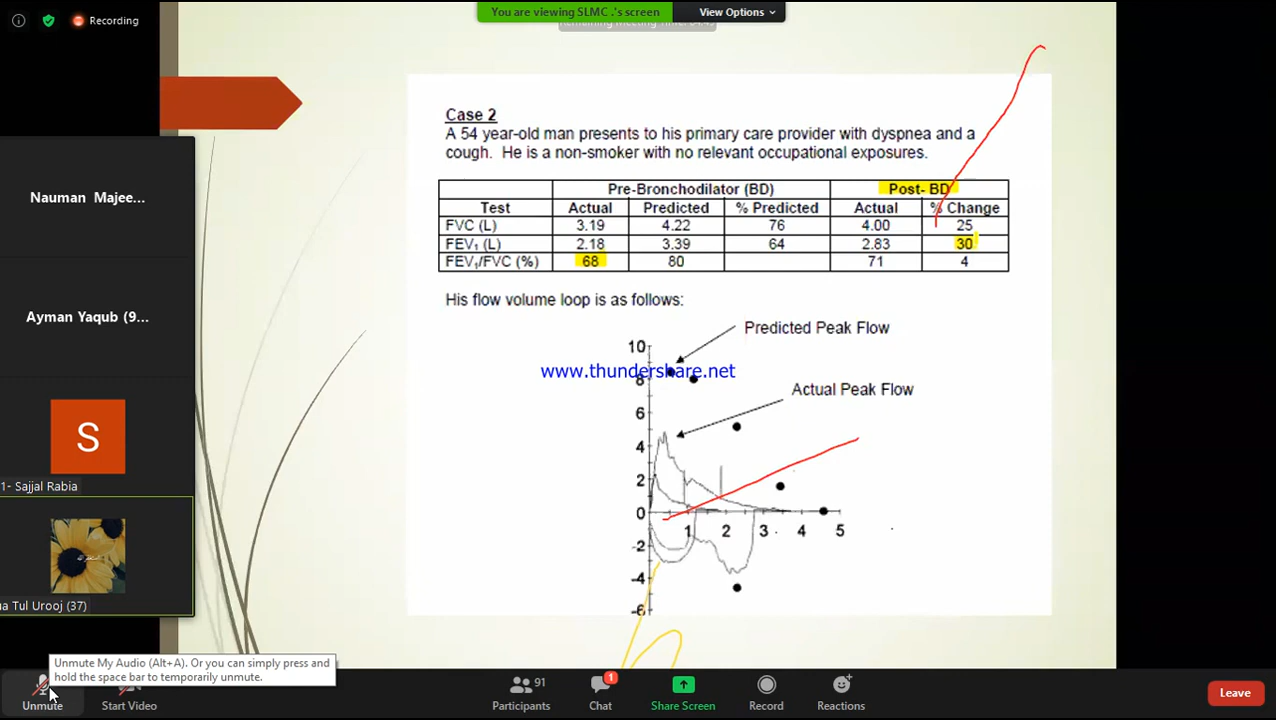 Recording
You are viewing SLMC .'s screen
View Options
Nauman Majee...
Ayman Yaqub (9...
S
1- Sajjal Rabia
ua Tul Urooj (37)
Case 2
A 54 year-old man presents to his primary care provider with dyspnea and a
cough. He is a non-smoker with no relevant occupational exposures.
Pre-Bronchodilator (BD) Post- BD
Test Actual Predicted % Predicted Actual % Change
FVC (L) 3.19 4.22 76 4.00 25
FEV₁ (L) 2.18 3.39 64 2.83 30
FEV₁/FVC (%) 68 80 71 4
His flow volume loop is as follows:
Predicted Peak Flow
Actual Peak Flow
www.thundershare.net
10
8
6
4
2
0
-2
-4
-6
1 2 3 4 5
Unmute My Audio (Alt+A). Or you can simply press and
hold the space bar to temporarily unmute.
Unmute
Start Video
91
Participants
1
Chat
Share Screen
Record
Reactions
Leave